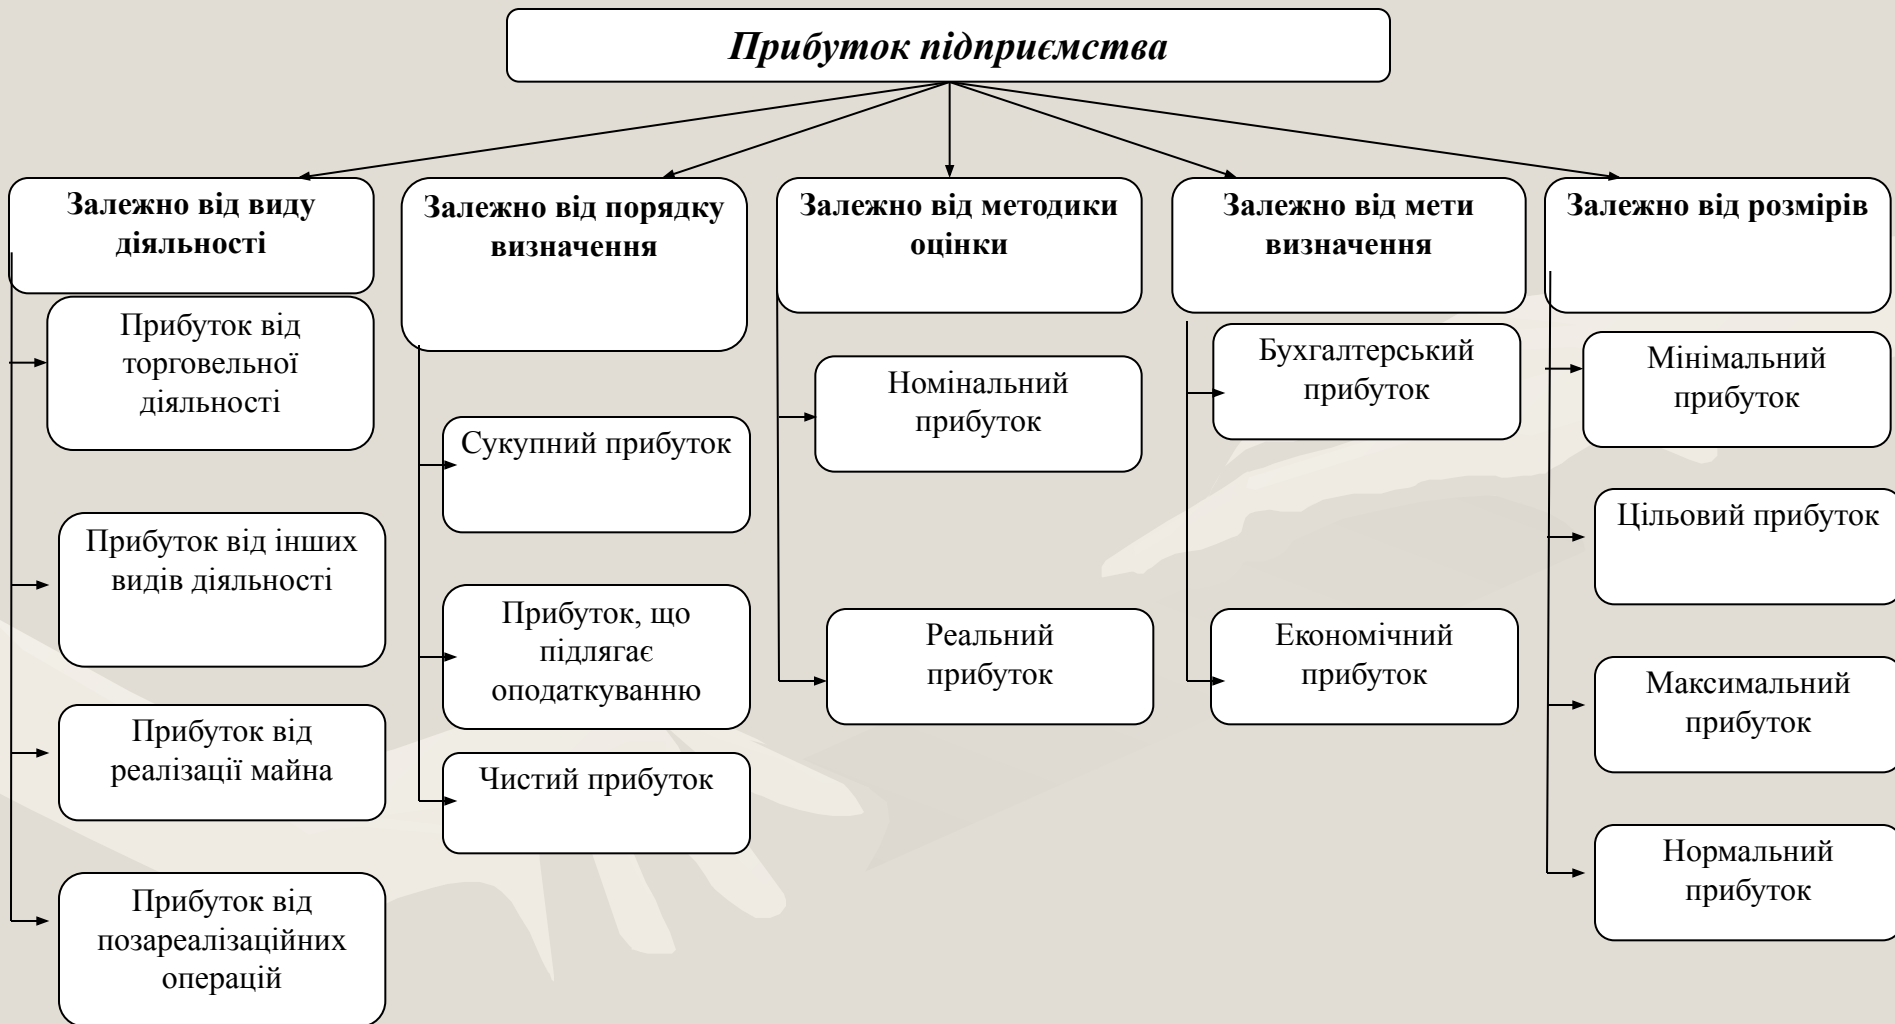 Прибуток підприємства
Залежно від виду
діяльності
Прибуток від
торговельної
діяльності
Прибуток від інших
видів діяльності
Прибуток від
реалізації майна
Прибуток від
позареалізаційних
операцій
Залежно від порядку
визначення
Сукупний прибуток
Прибуток, що
підлягає
оподаткуванню
Чистий прибуток
Залежно від методики
оцінки
Номінальний
прибуток
Реальний
прибуток
Залежно від мети
визначення
Бухгалтерський
прибуток
Економічний
прибуток
Залежно від розмірів
Мінімальний
прибуток
Цільовий прибуток
Максимальний
прибуток
Нормальний
прибуток